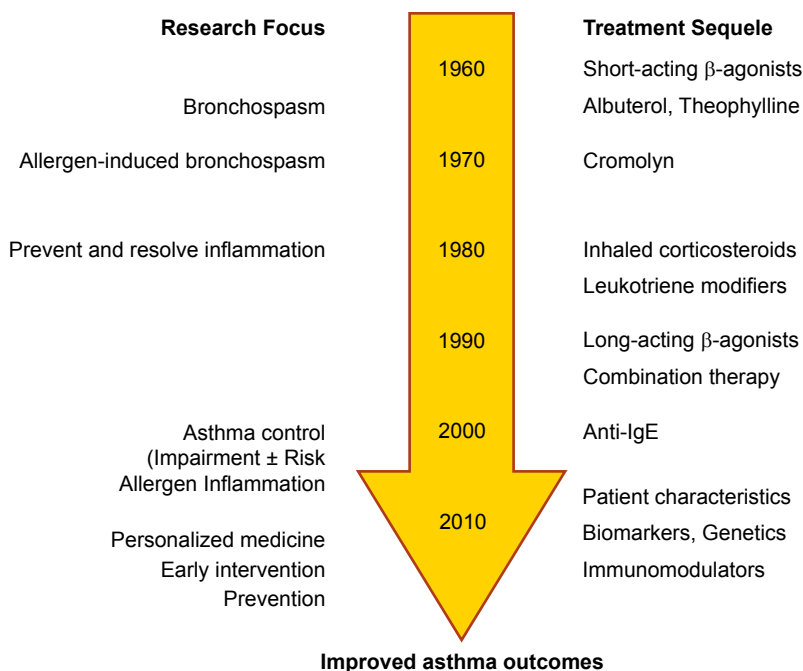 Research Focus
Treatment Sequele
1960
Short-acting β-agonists
Bronchospasm
Albuterol, Theophylline
Allergen-induced bronchospasm
1970
Cromolyn
Prevent and resolve inflammation
1980
Inhaled corticosteroids
Leukotriene modifiers
1990
Long-acting β-agonists
Combination therapy
Asthma control
2000
Anti-IgE
(Impairment ± Risk
Allergen Inflammation
Patient characteristics
2010
Personalized medicine
Biomarkers, Genetics
Early intervention
Immunomodulators
Prevention
Improved asthma outcomes